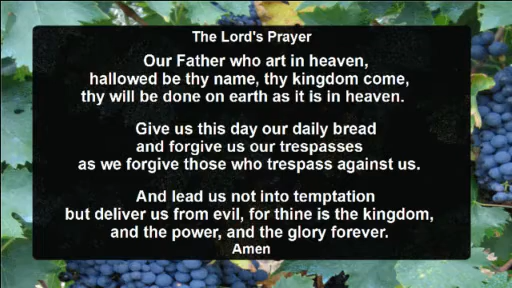 The Lord's Prayer
Our Father who art in heaven,
hallowed be thy name, thy kingdom come,
thy will be done on earth as it is in heaven.
Give us this day our daily bread
and forgive us our trespasses
as we forgive those who trespass against us.
And lead us not into temptation
but deliver us from evil, for thine is the kingdom,
and the power, and the glory forever.
Amen